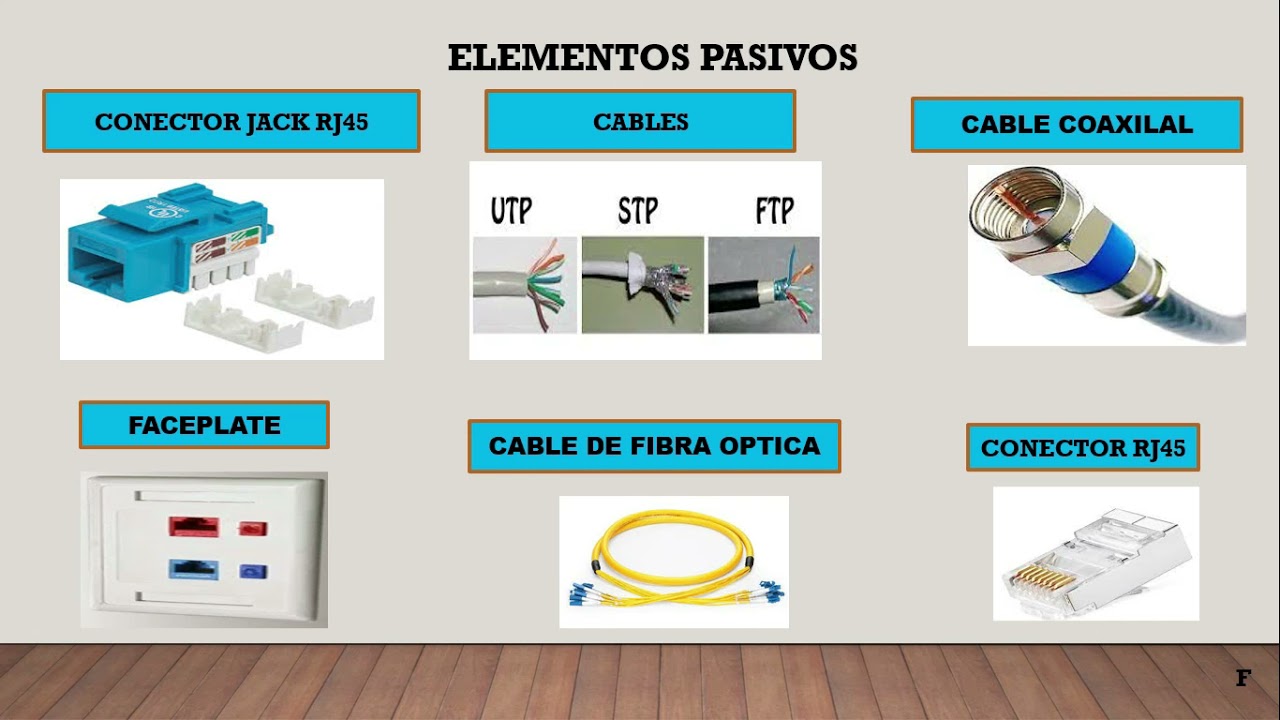 ELEMENTOS PASIVOS
CONECTOR JACK RJ45
CABLES
CABLE COAXILAL
UTP
STP
FTP
FACEPLATE
CABLE DE FIBRA OPTICA
CONECTOR RJ45
F